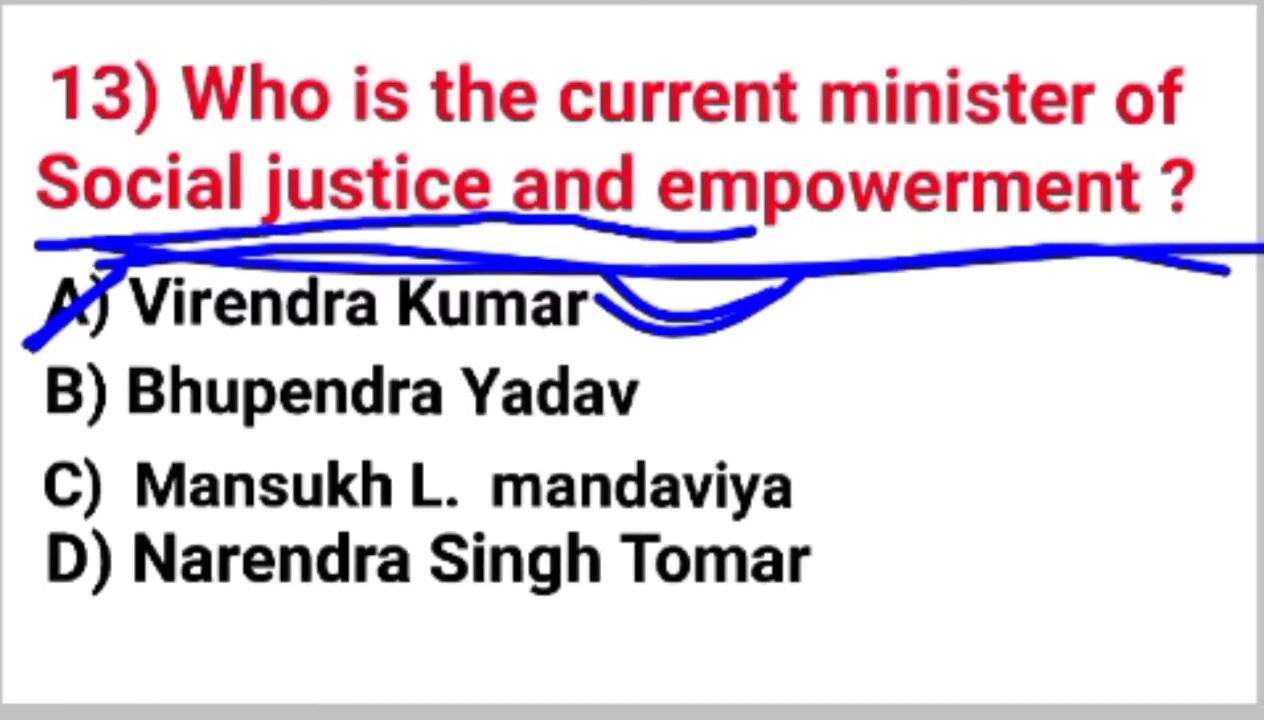 13) Who is the current minister of
Social justice and empowerment ?
A) Virendra Kumar
B) Bhupendra Yadav
C) Mansukh L. mandaviya
D) Narendra Singh Tomar